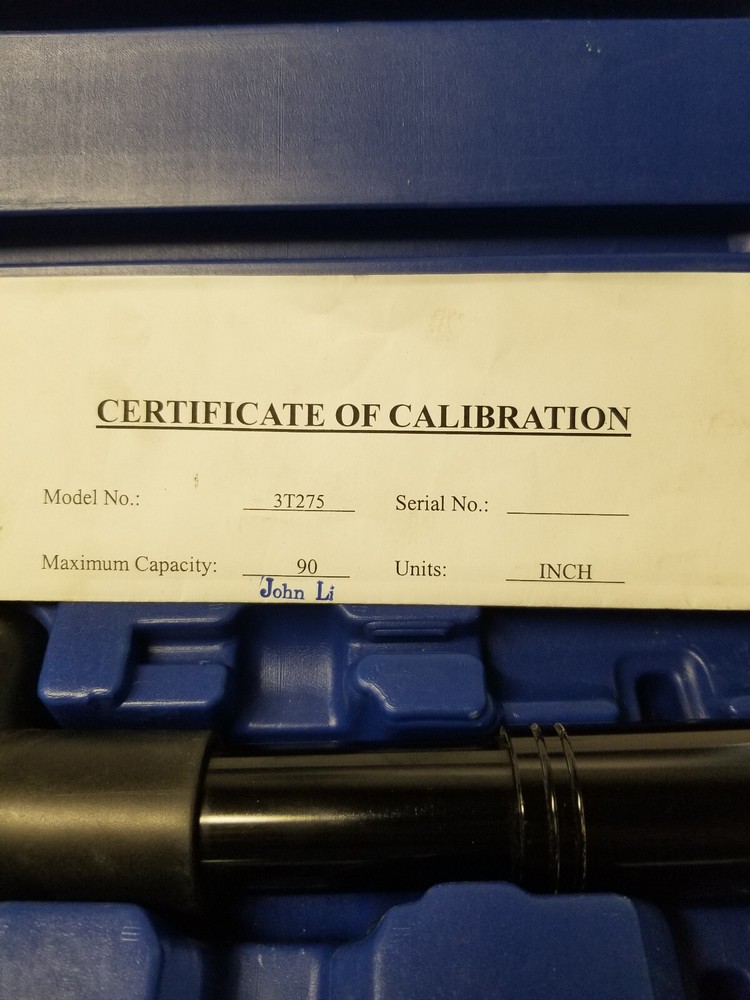 CERTIFICATE OF CALIBRATION
Model No.: 3T275 Serial No.:
Maximum Capacity: 90 Units: INCH
John Li